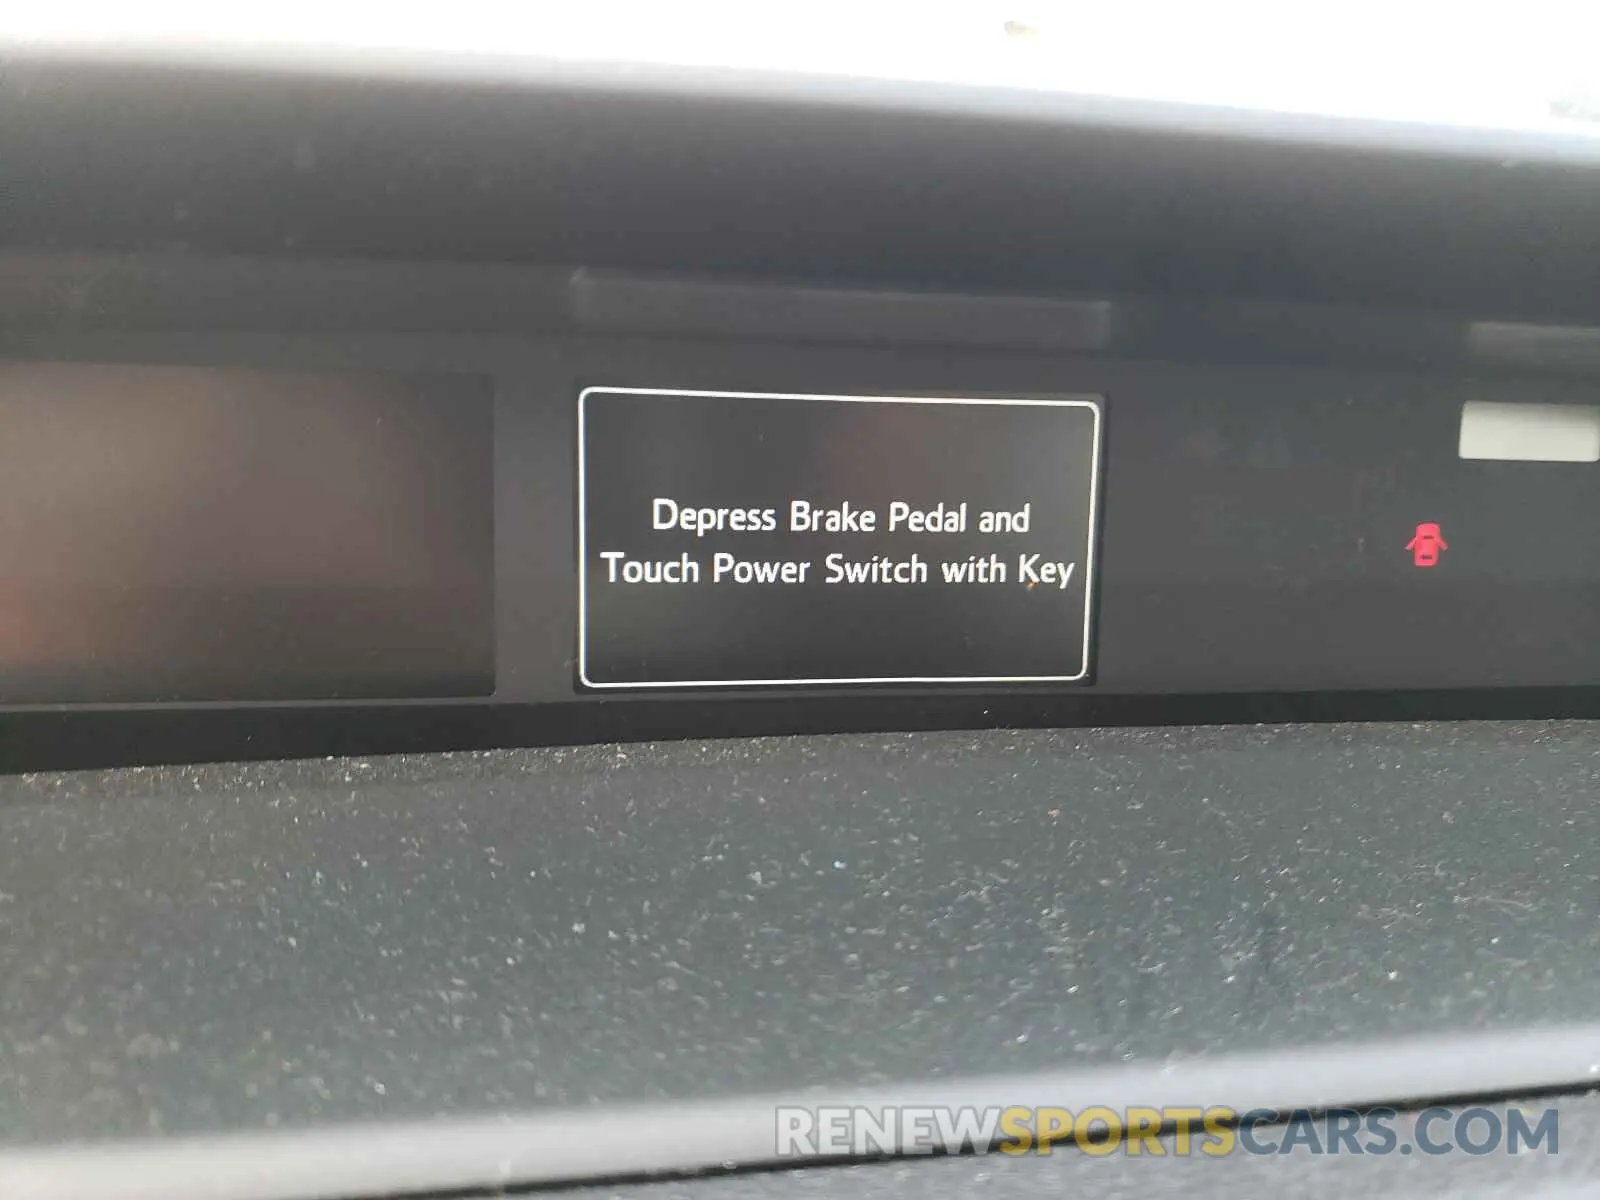 Depress Brake Pedal and
Touch Power Switch with Key
RENEWSPORTSCARS.COM